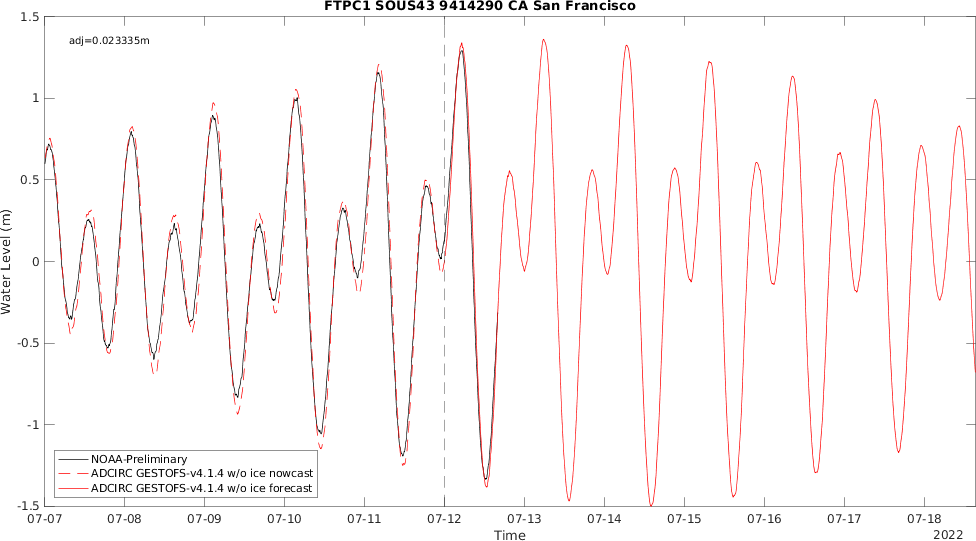 FTPC1 SOUS43 9414290 CA San Francisco
adj=0.023335m
1.5
1
0.5
0
-0.5
-1
-1.5
Water Level (m)
NOAA-Preliminary
ADCIRC GESTOFS-v4.1.4 w/o ice nowcast
ADCIRC GESTOFS-v4.1.4 w/o ice forecast
07-07 07-08 07-09 07-10 07-11 07-12 07-13 07-14 07-15 07-16 07-17 07-18
Time
2022